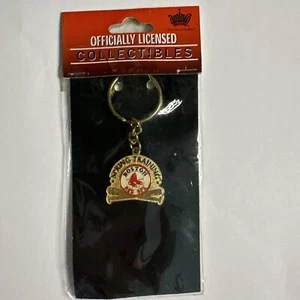 OFFICIALLY LICENSED
COLLECTIBLES
SPRING TRAINING
BOSTON
RED SOX